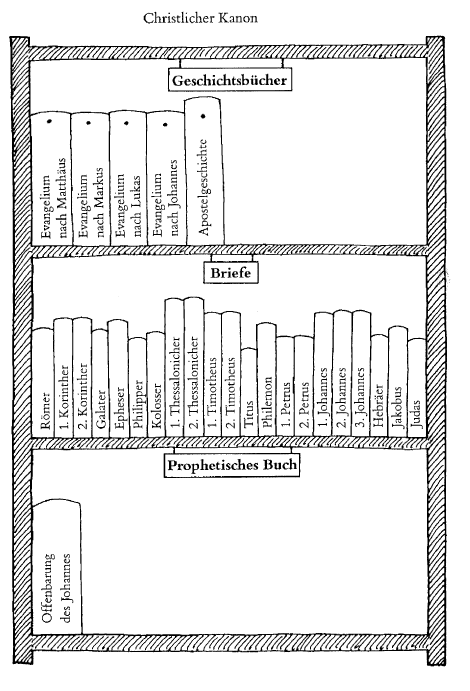 Christlicher Kanon
Geschichtsbücher
Evangelium
nach Matthäus
Evangelium
nach Markus
Evangelium
nach Lukas
Evangelium
nach Johannes
Apostelgeschichte
Briefe
Römer
1. Korinther
2. Korinther
Galater
Epheser
Philipper
Kolosser
1. Thessalonicher
2. Thessalonicher
1. Timotheus
2. Timotheus
Titus
Philemon
1. Petrus
2. Petrus
1. Johannes
2. Johannes
3. Johannes
Hebräer
Jakobus
Judas
Prophetisches Buch
Offenbarung
des Johannes